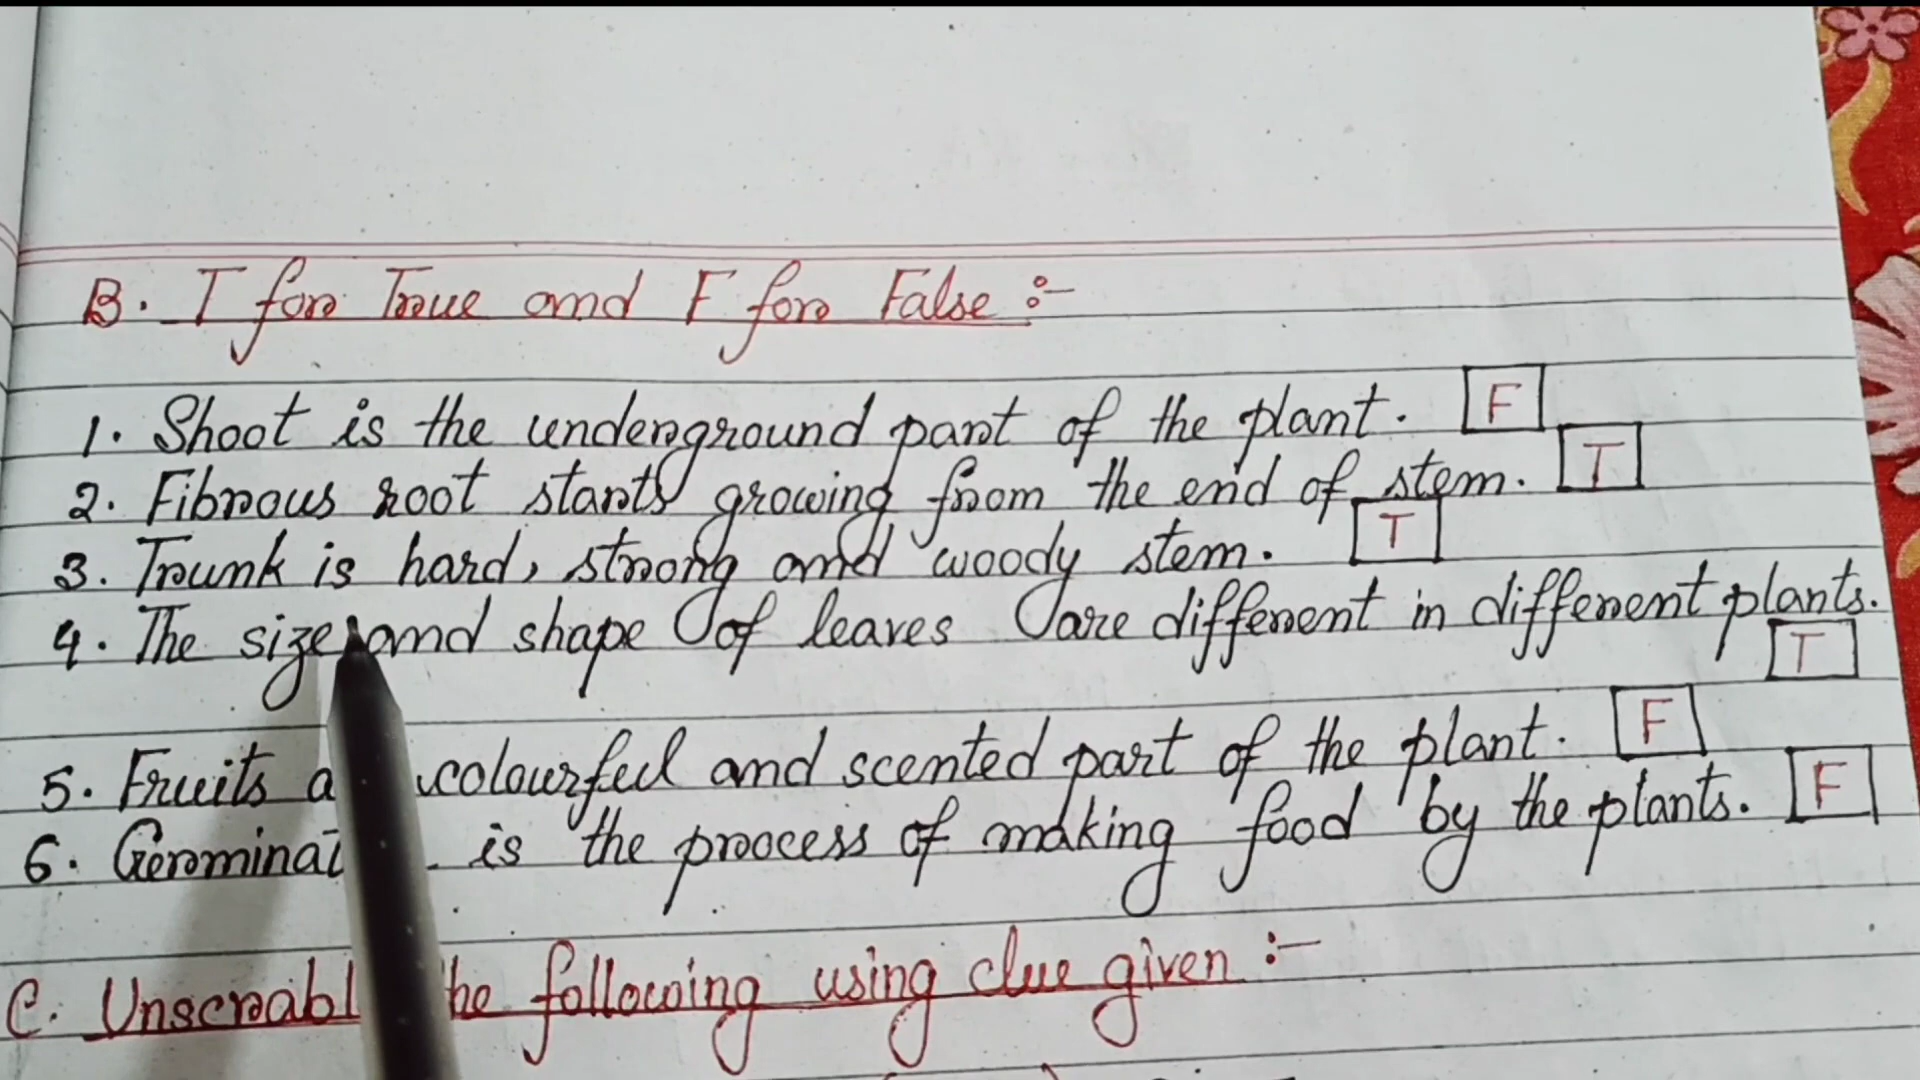 B. T for True and F for False :-
1. Shoot is the underground part of the plant. F
2. Fibrous root starts growing from the end of stem. T
3. Trunk is hard, strong and woody stem. T
4. The size and shape of leaves are different in different plants.
T
5. Fruits colourful and scented part of the plant. F
6. is the process of making food by the plants. F
C. following using clue given :-